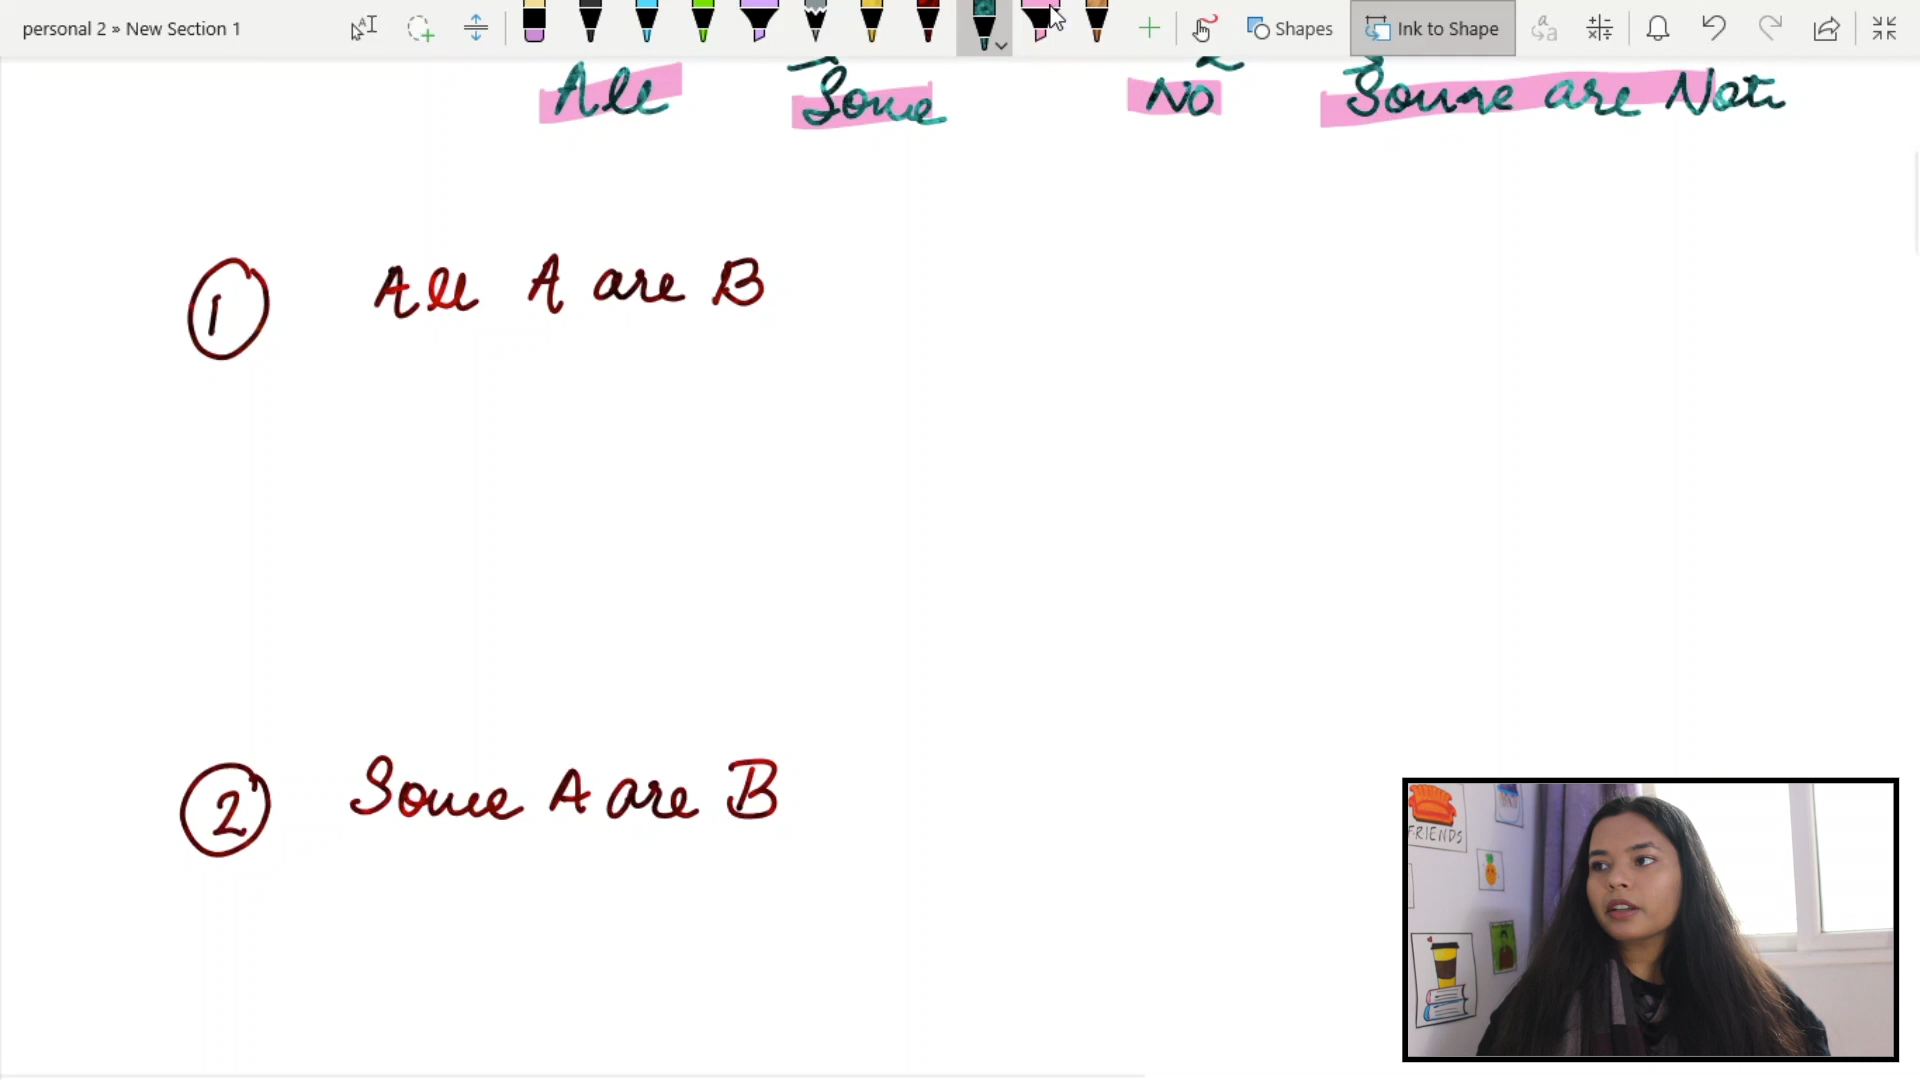 personal 2 » New Section 1
Shapes
Ink to Shape
All Some No Some are Not
1 All A are B
2 Some A are B
FRIENDS